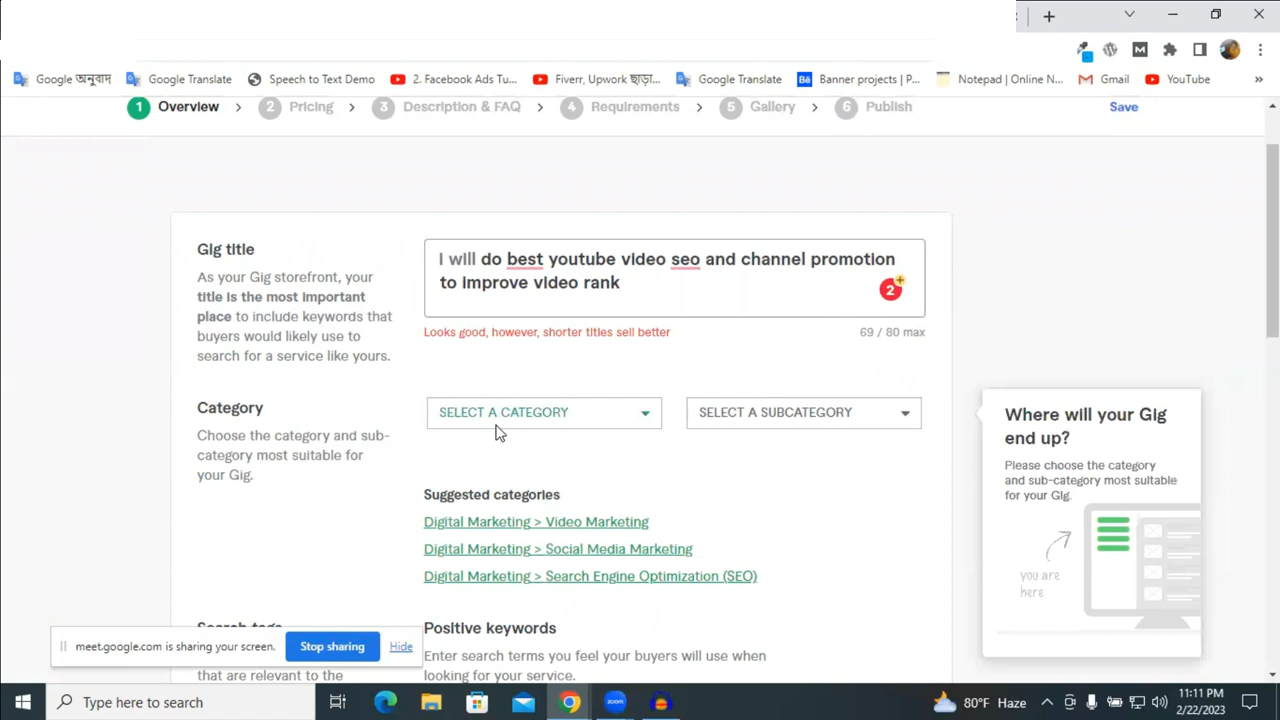 Google অনুবাদ
Google Translate
Speech to Text Demo
2. Facebook Ads Tu...
Fiverr, Upwork ছাড়া...
Google Translate
Bē Banner projects | P...
Notepad | Online N...
Gmail
YouTube
»
1 Overview > 2 Pricing > 3 Description & FAQ > 4 Requirements > 5 Gallery > 6 Publish
Save
Gig title
As your Gig storefront, your
title is the most important
place to include keywords that
buyers would likely use to
search for a service like yours.
I will do best youtube video seo and channel promotion
to improve video rank
2
Looks good, however, shorter titles sell better
69 / 80 max
Category
Choose the category and sub-
category most suitable for
your Gig.
SELECT A CATEGORY
SELECT A SUBCATEGORY
Suggested categories
Digital Marketing > Video Marketing
Digital Marketing > Social Media Marketing
Digital Marketing > Search Engine Optimization (SEO)
Where will your Gig
end up?
Please choose the category
and sub-category most suitable
for your Gig.
you are
here
Search tags
that are relevant to the
Positive keywords
Enter search terms you feel your buyers will use when
looking for your service.
meet.google.com is sharing your screen.
Stop sharing
Hide
Type here to search
zoom
80°F Haze
11:11 PM
2/22/2023